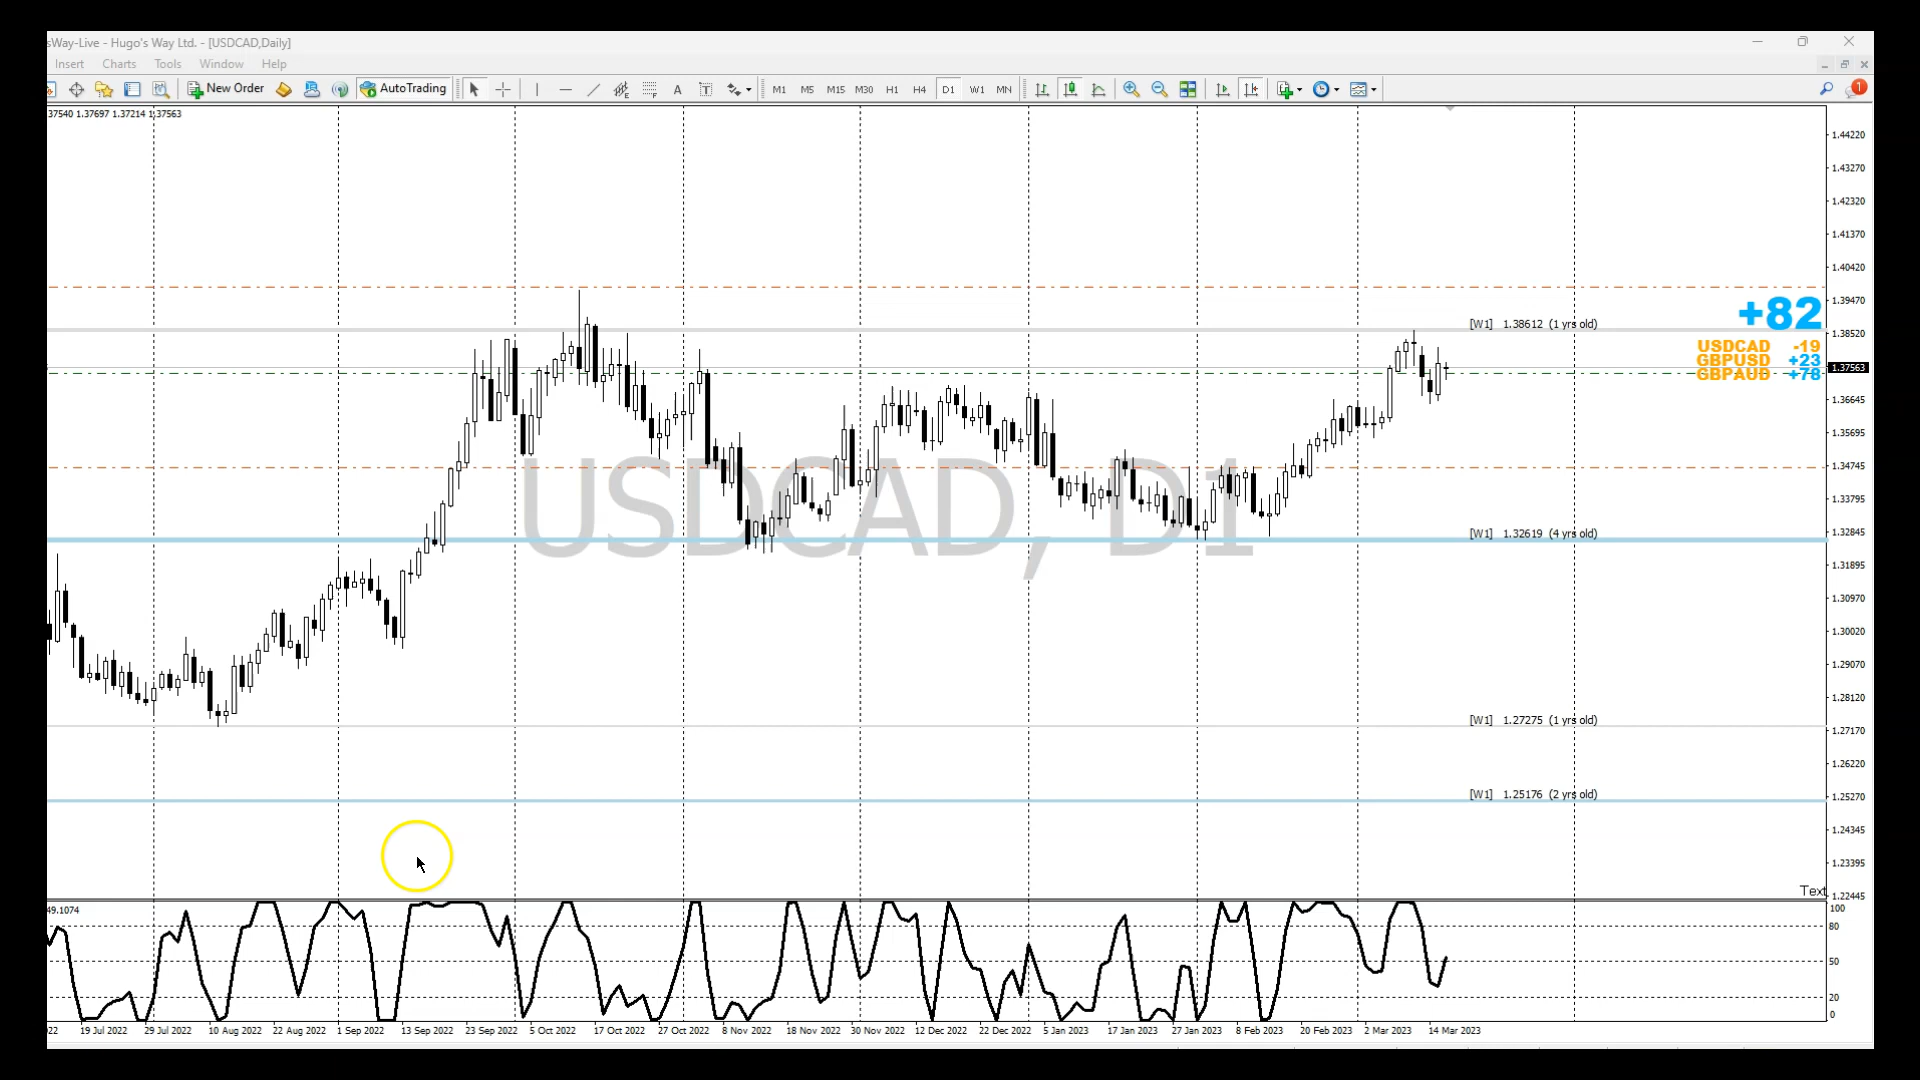 sWay-Live - Hugo's Way Ltd. - [USDCAD,Daily]
Insert Charts Tools Window Help
New Order AutoTrading A T M1 M5 M15 M30 H1 H4 D1 W1 MN 1
37540 1.37697 1.37214 1.37563
1.44220
1.43270
1.42320
1.41370
1.40420
1.39470
+82
[W1] 1.38612 (1 yrs old)
1.38520
USDCAD -19
GBPUSD +23
GBPAUD +78
1.37563
1.36645
1.35695
1.34745
USDCAD, D1
1.33795
1.32845
[W1] 1.32619 (4 yrs old)
1.31895
1.30970
1.30020
1.29070
1.28120
[W1] 1.27275 (1 yrs old)
1.27170
1.26220
[W1] 1.25176 (2 yrs old)
1.25270
1.24345
1.23395
Text
1.22445
49.1074
100
80
50
20
0
22 19 Jul 2022 29 Jul 2022 10 Aug 2022 22 Aug 2022 1 Sep 2022 13 Sep 2022 23 Sep 2022 5 Oct 2022 17 Oct 2022 27 Oct 2022 8 Nov 2022 18 Nov 2022 30 Nov 2022 12 Dec 2022 22 Dec 2022 5 Jan 2023 17 Jan 2023 27 Jan 2023 8 Feb 2023 20 Feb 2023 2 Mar 2023 14 Mar 2023